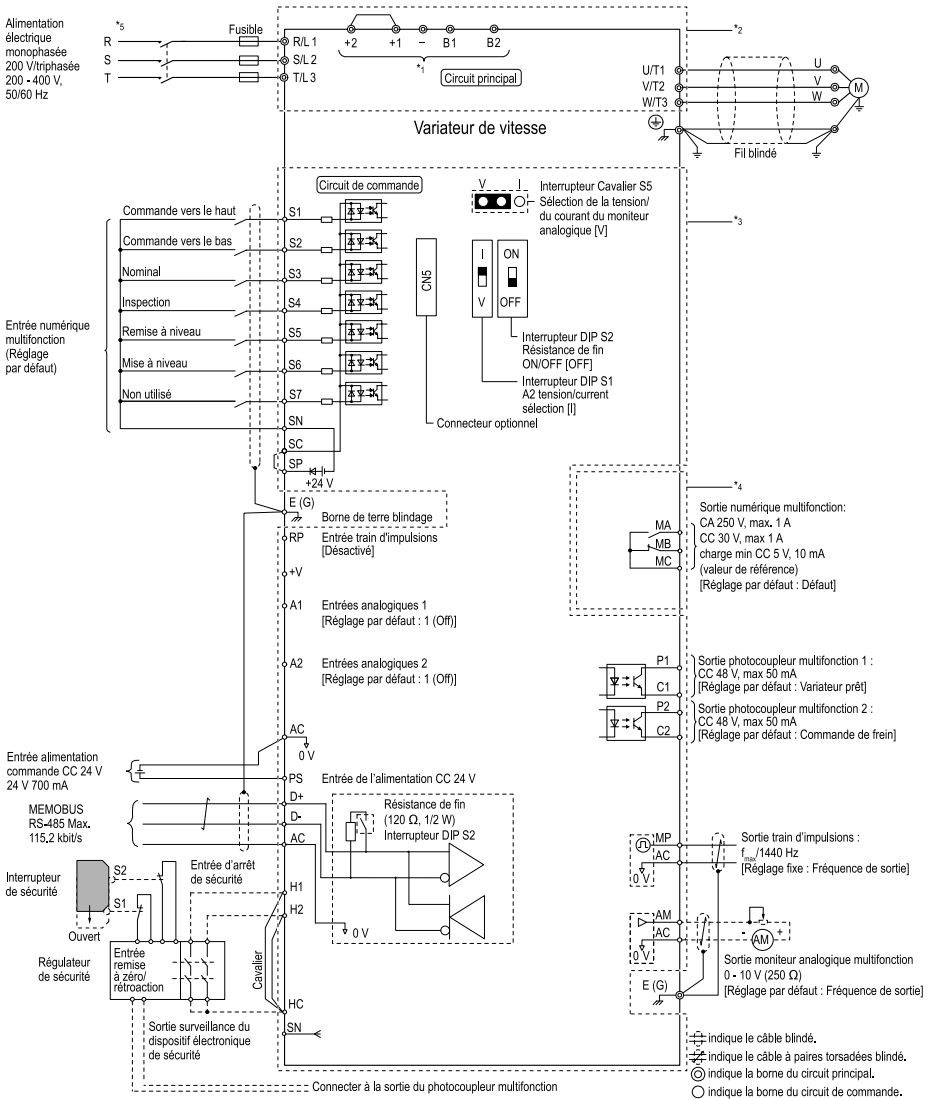 Alimentation
électrique
monophasée
200 V/triphasée
200 - 400 V,
50/60 Hz
*5
R
S
T
Fusible
R/L1
S/L2
T/L3
+2
+1
–
B1
B2
*1
Circuit principal
*2
U/T1
V/T2
W/T3
U
V
W
M
Fil blindé
Variateur de vitesse
Circuit de commande
V
I
Interrupteur Cavalier S5
Sélection de la tension/
du courant du moniteur
analogique [V]
*3
Entrée numérique
multifonction
(Réglage
par défaut)
Commande vers le haut
S1
Commande vers le bas
S2
Nominal
S3
Inspection
S4
Remise à niveau
S5
Mise à niveau
S6
Non utilisé
S7
SN
SC
SP
+24 V
CN5
I
V
ON
OFF
Interrupteur DIP S2
Résistance de fin
ON/OFF [OFF]
Interrupteur DIP S1
A2 tension/current
sélection [I]
Connecteur optionnel
*4
E (G)
Borne de terre blindage
RP
Entrée train d'impulsions
[Désactivé]
+V
A1
Entrées analogiques 1
[Réglage par défaut : 1 (Off)]
A2
Entrées analogiques 2
[Réglage par défaut : 1 (Off)]
MA
MB
MC
Sortie numérique multifonction:
CA 250 V, max. 1 A
CC 30 V, max 1 A
charge min CC 5 V, 10 mA
(valeur de référence)
[Réglage par défaut : Défaut]
P1
C1
Sortie photocoupleur multifonction 1 :
CC 48 V, max 50 mA
[Réglage par défaut : Variateur prêt]
P2
C2
Sortie photocoupleur multifonction 2 :
CC 48 V, max 50 mA
[Réglage par défaut : Commande de frein]
Entrée alimentation
commande CC 24 V
24 V 700 mA
AC
0 V
PS
Entrée de l'alimentation CC 24 V
MEMOBUS
RS-485 Max.
115,2 kbit/s
D+
D-
AC
Résistance de fin
(120 Ω, 1/2 W)
Interrupteur DIP S2
0 V
Interrupteur
de sécurité
S2
S1
Ouvert
Entrée d'arrêt
de sécurité
H1
H2
Régulateur
de sécurité
Entrée
remise
à zéro/
rétroaction
Cavalier
HC
SN
Sortie surveillance du
dispositif électronique
de sécurité
Connecter à la sortie du photocoupleur multifonction
MP
AC
0 V
Sortie train d'impulsions :
fmax/1440 Hz
[Réglage fixe : Fréquence de sortie]
AM
AC
0 V
-
AM
+
Sortie moniteur analogique multifonction
0 - 10 V (250 Ω)
[Réglage par défaut : Fréquence de sortie]
E (G)
indique le câble blindé.
indique le câble à paires torsadées blindé.
indique la borne du circuit principal.
indique la borne du circuit de commande.